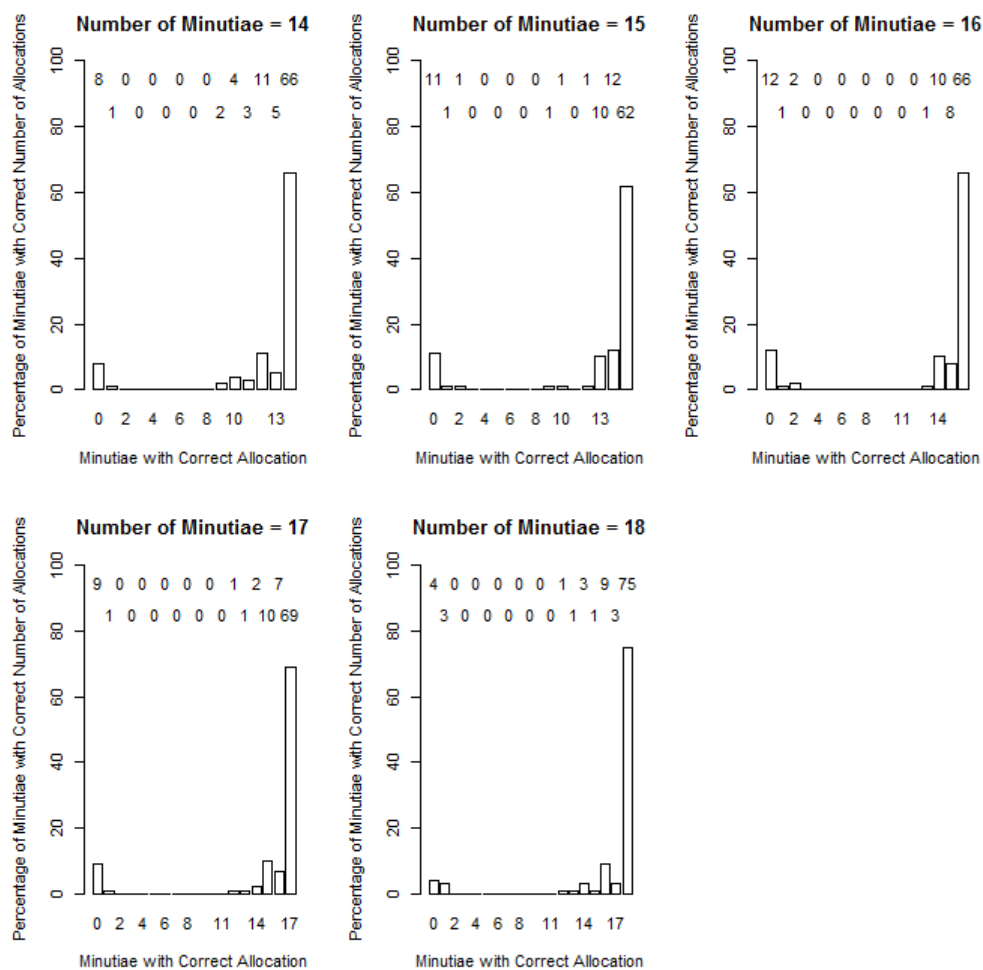 Number of Minutiae = 14
Percentage of Minutiae with Correct Number of Allocations
100
80
60
40
20
0
8 0 0 0 0 4 11 66
1 0 0 0 2 3 5
0 2 4 6 8 10 13
Minutiae with Correct Allocation
Number of Minutiae = 15
Percentage of Minutiae with Correct Number of Allocations
100
80
60
40
20
0
11 1 0 0 0 1 1 12
1 0 0 0 1 0 10 62
0 2 4 6 8 10 13
Minutiae with Correct Allocation
Number of Minutiae = 16
Percentage of Minutiae with Correct Number of Allocations
100
80
60
40
20
0
12 2 0 0 0 0 0 10 66
1 0 0 0 0 0 1 8
0 2 4 6 8 11 14
Minutiae with Correct Allocation
Number of Minutiae = 17
Percentage of Minutiae with Correct Number of Allocations
100
80
60
40
20
0
9 0 0 0 0 0 1 2 7
1 0 0 0 0 0 1 10 69
0 2 4 6 8 11 14 17
Minutiae with Correct Allocation
Number of Minutiae = 18
Percentage of Minutiae with Correct Number of Allocations
100
80
60
40
20
0
4 0 0 0 0 0 1 3 9 75
3 0 0 0 0 0 1 1 3
0 2 4 6 8 11 14 17
Minutiae with Correct Allocation